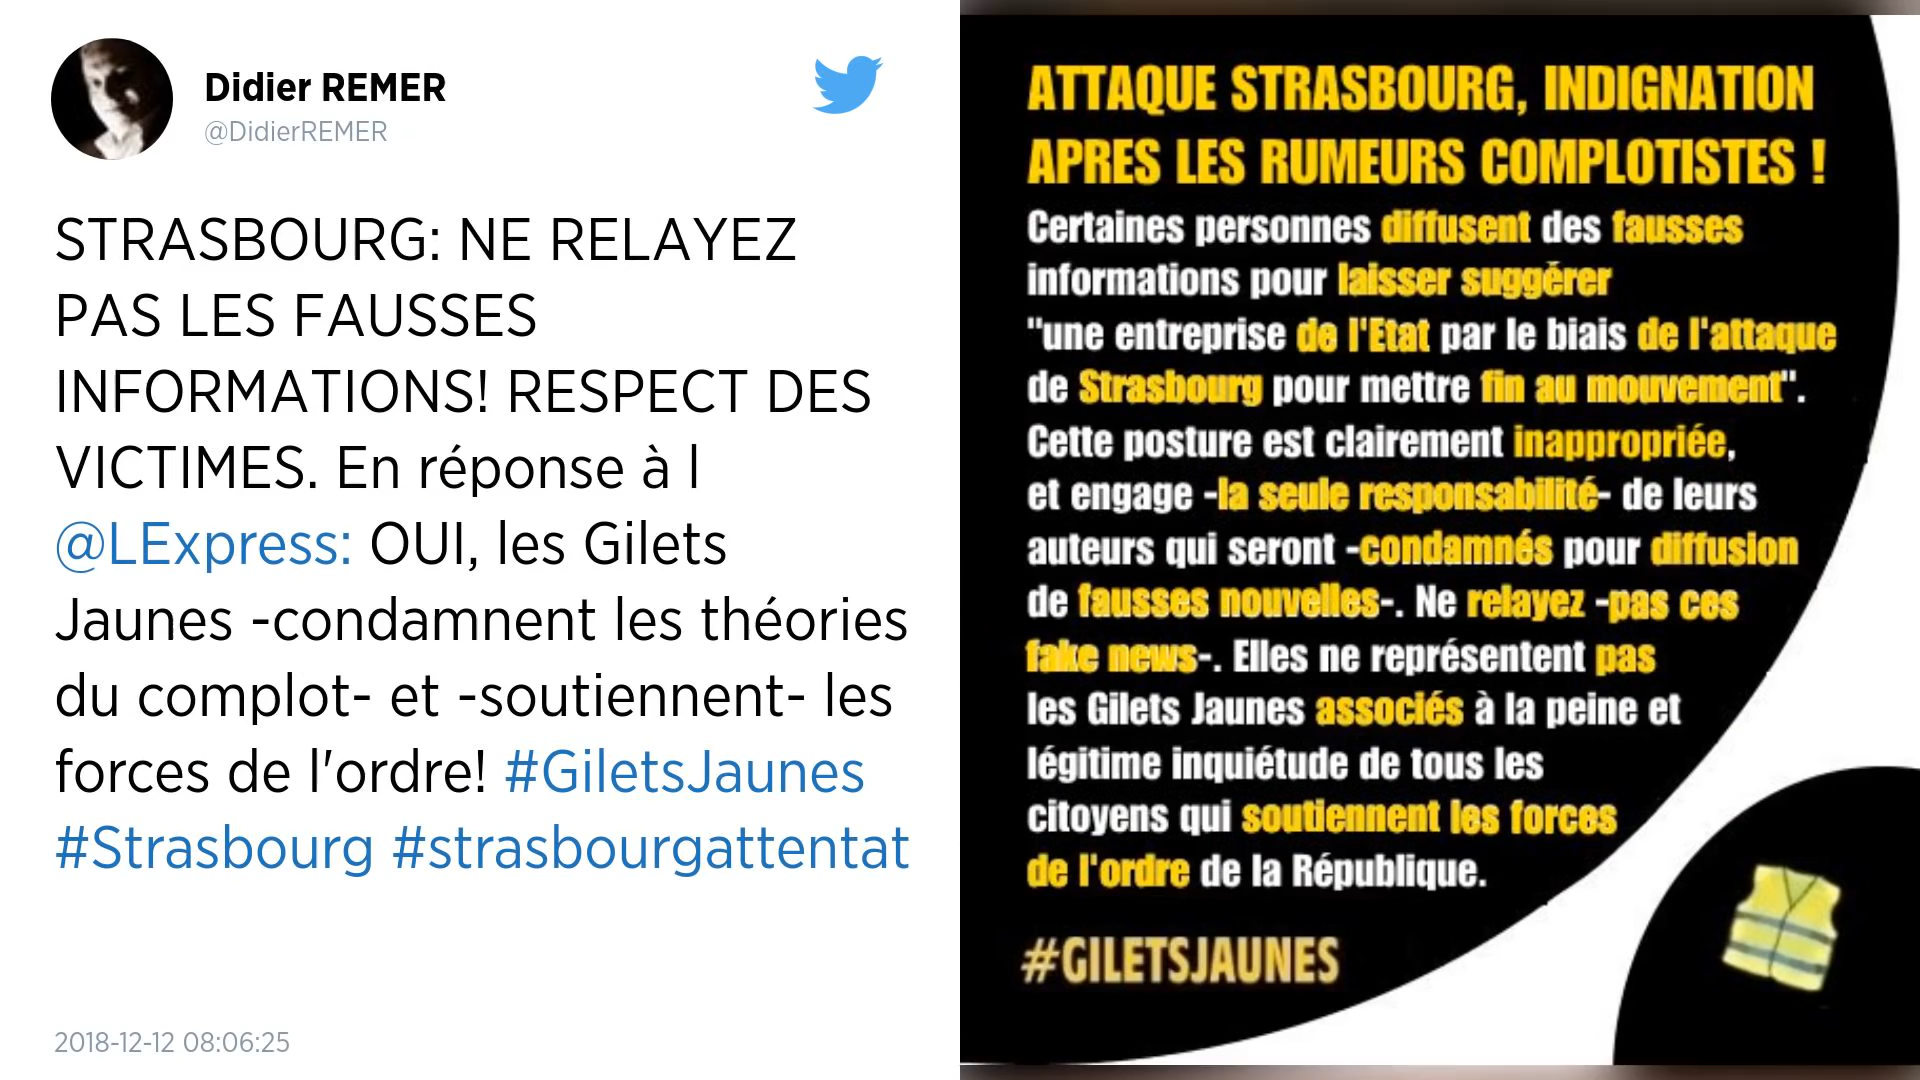 Didier REMER
@DidierREMER
STRASBOURG: NE RELAYEZ
PAS LES FAUSSES
INFORMATIONS! RESPECT DES
VICTIMES. En réponse à l
@LExpress: OUI, les Gilets
Jaunes -condamnent les théories
du complot- et -soutiennent- les
forces de l'ordre! #GiletsJaunes
#Strasbourg #strasbourgattentat
2018-12-12 08:06:25
ATTAQUE STRASBOURG, INDIGNATION
APRES LES RUMEURS COMPLOTISTES !
Certaines personnes diffusent des fausses
informations pour laisser suggérer
"une entreprise de l'Etat par le biais de l'attaque
de Strasbourg pour mettre fin au mouvement".
Cette posture est clairement inappropriée,
et engage -la seule responsabilité- de leurs
auteurs qui seront -condamnés pour diffusion
de fausses nouvelles-. Ne relayez -pas ces
fake news-. Elles ne représentent pas
les Gilets Jaunes associés à la peine et
légitime inquiétude de tous les
citoyens qui soutiennent les forces
de l'ordre de la République.
#GILETSJAUNES